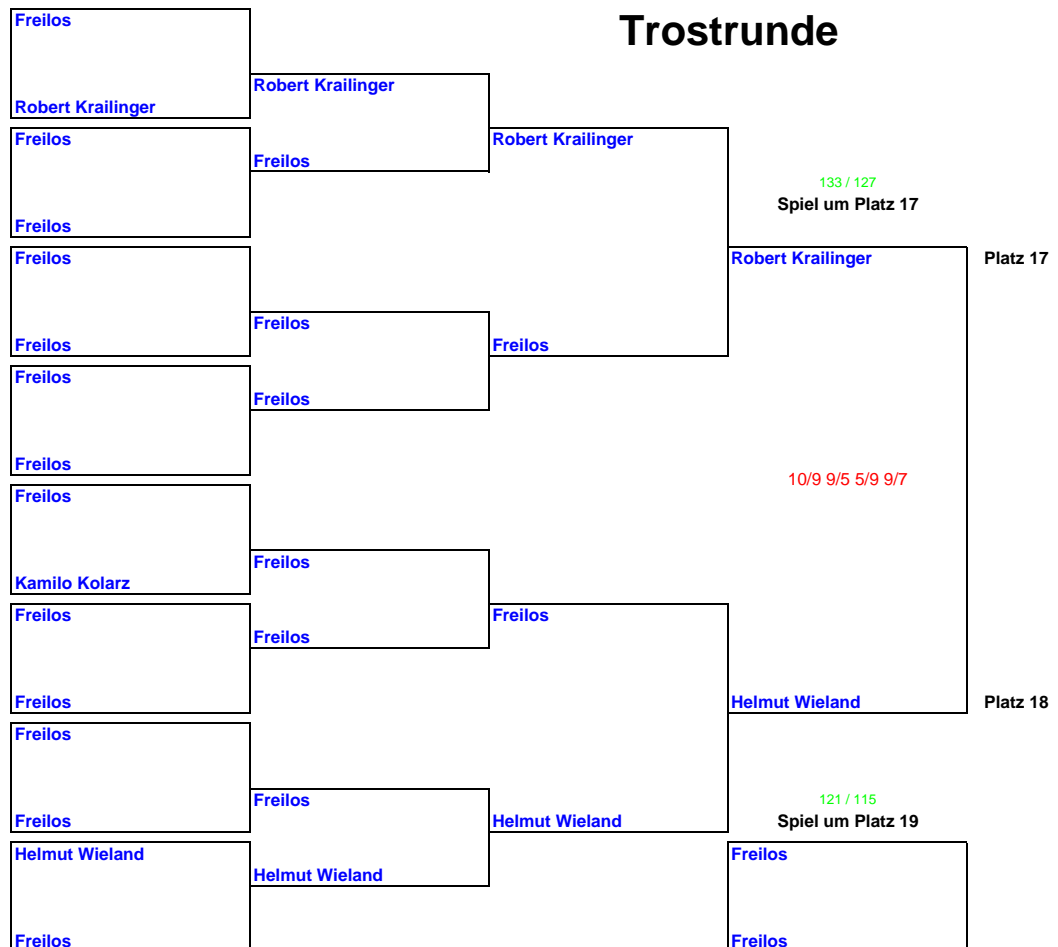 Trostrunde
Freilos
Robert Krailinger
Freilos
Freilos
Freilos
Freilos
Freilos
Freilos
Freilos
Kamilo Kolarz
Freilos
Freilos
Freilos
Freilos
Helmut Wieland
Freilos
Robert Krailinger
Freilos
Freilos
Freilos
Freilos
Freilos
Freilos
Helmut Wieland
Robert Krailinger
Freilos
Freilos
Helmut Wieland
133 / 127
Spiel um Platz 17
Robert Krailinger
Platz 17
10/9 9/5 5/9 9/7
Helmut Wieland
Platz 18
121 / 115
Spiel um Platz 19
Freilos
Freilos